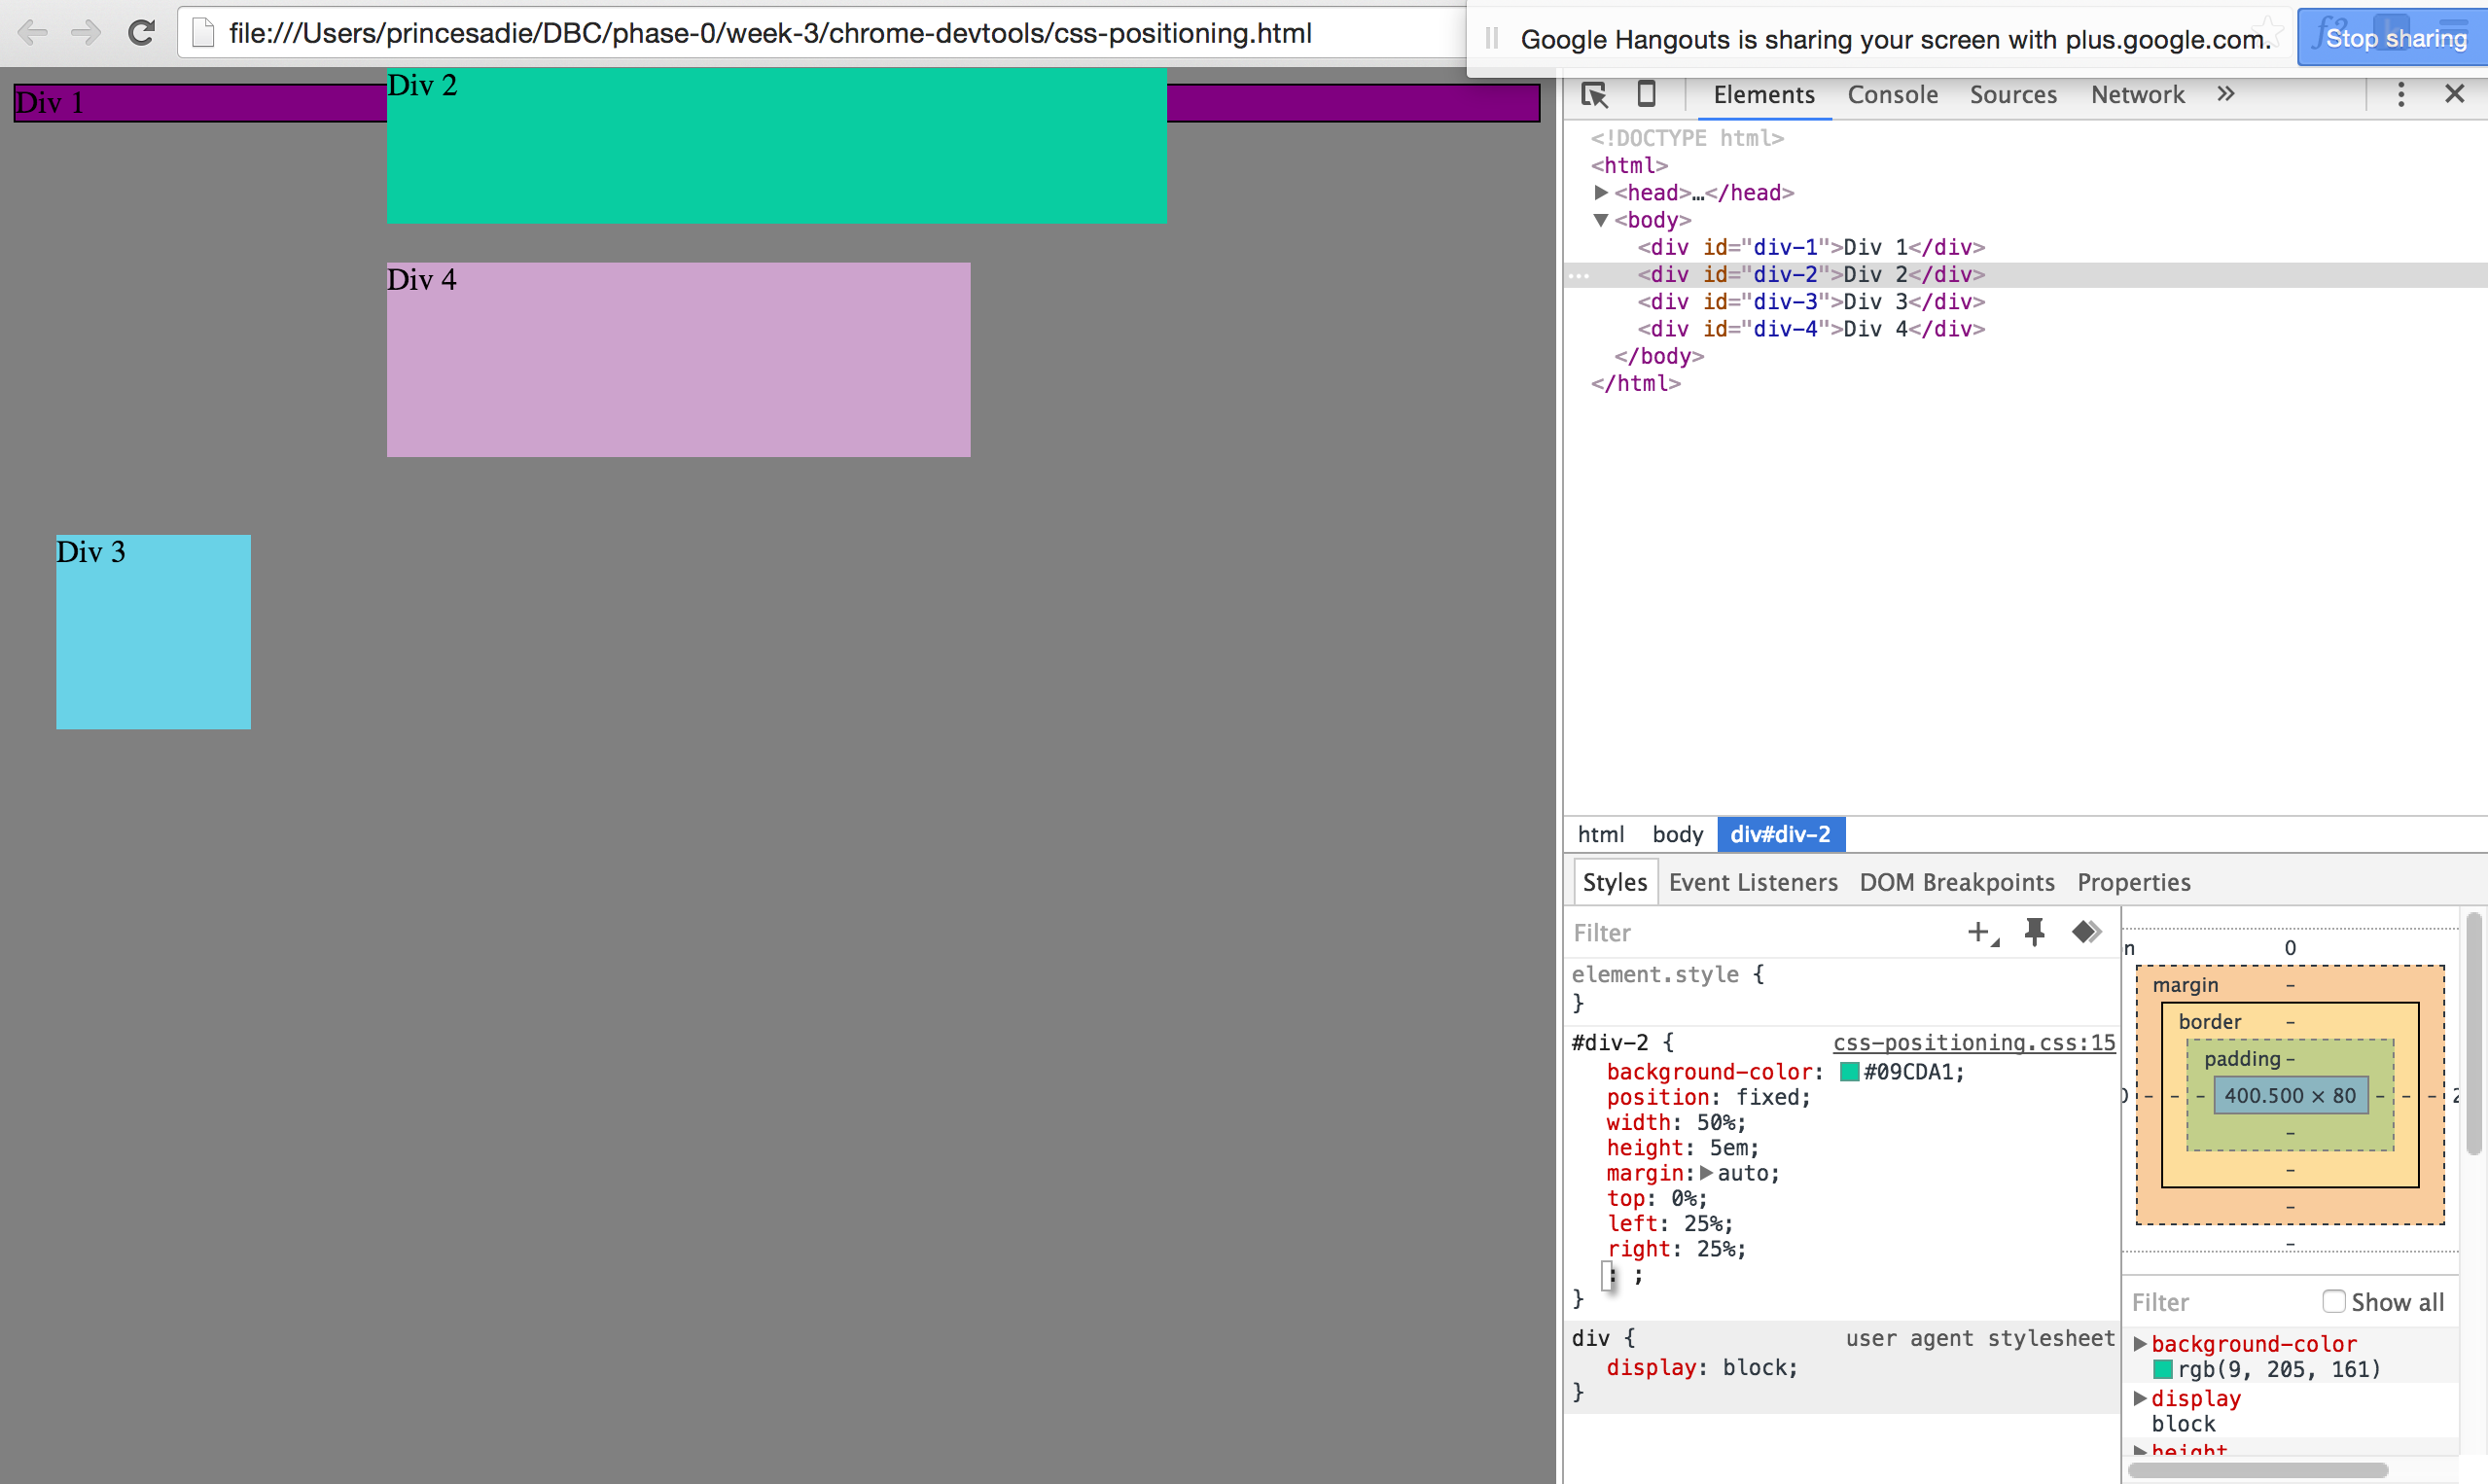 file:///Users/princesadie/DBC/phase-0/week-3/chrome-devtools/css-positioning.html
Google Hangouts is sharing your screen with plus.google.com.
Stop sharing
Div 1
Div 2
Div 4
Div 3
Elements Console Sources Network »
<!DOCTYPE html>
<html>
<head>…</head>
<body>
<div id="div-1">Div 1</div>
<div id="div-2">Div 2</div>
<div id="div-3">Div 3</div>
<div id="div-4">Div 4</div>
</body>
</html>
html body div#div-2
Styles Event Listeners DOM Breakpoints Properties
Filter
element.style {
}
#div-2 { css-positioning.css:15
background-color: #09CDA1;
position: fixed;
width: 50%;
height: 5em;
margin: auto;
top: 0%;
left: 25%;
right: 25%;
: ;
}
div { user agent stylesheet
display: block;
}
n 0
margin -
border -
padding -
- - - 400.500 × 80 - - -
-
-
-
-
Filter Show all
background-color
rgb(9, 205, 161)
display
block
height